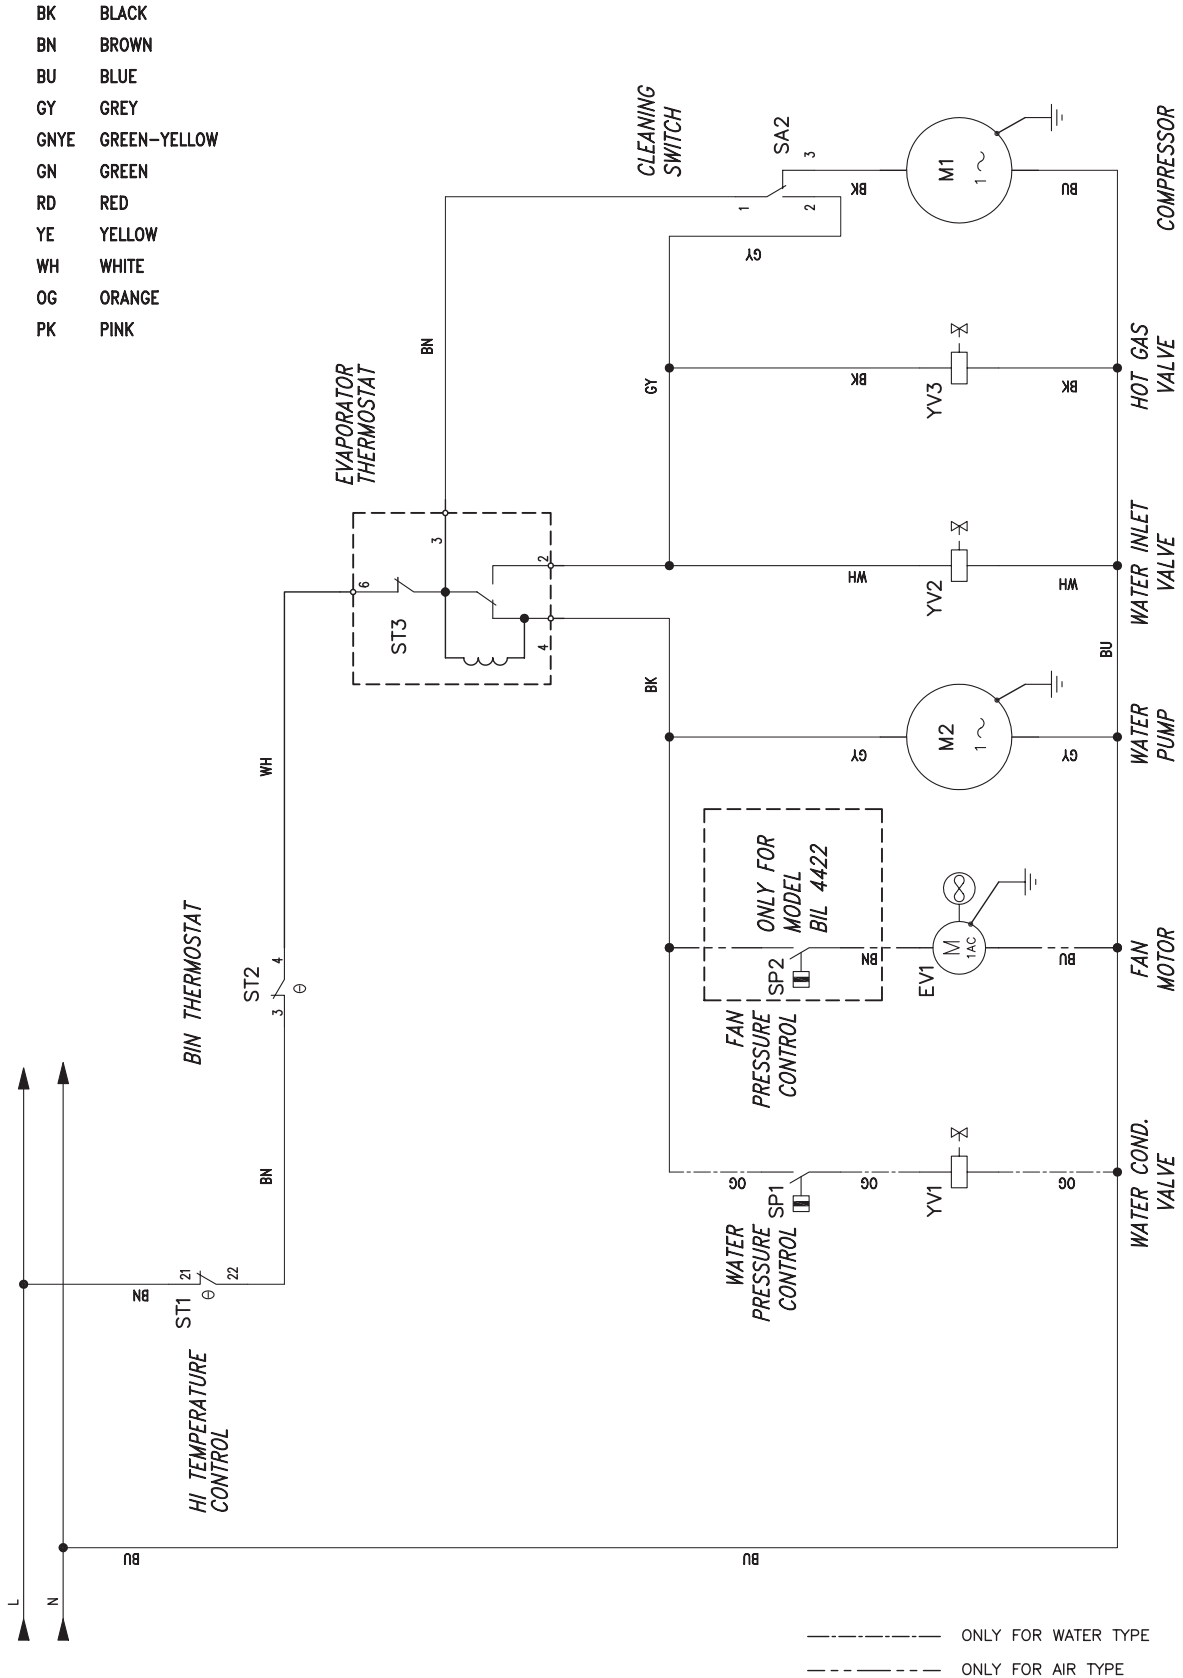 BK BLACK
BN BROWN
BU BLUE
GY GREY
GNYE GREEN-YELLOW
GN GREEN
RD RED
YE YELLOW
WH WHITE
OG ORANGE
PK PINK
L
N
BU
BU
BU
HI TEMPERATURE
CONTROL
BN
ST1
21
22
BN
BIN THERMOSTAT
ST2
3
4
WH
EVAPORATOR
THERMOSTAT
ST3
6
3
2
4
BN
BK
GY
CLEANING
SWITCH
SA2
1
2
3
GY
BK
M1
1
BU
COMPRESSOR
BK
YV3
BK
HOT GAS
VALVE
WH
YV2
WH
WATER INLET
VALVE
GY
M2
1
GY
WATER
PUMP
ONLY FOR
MODEL
BIL 4422
SP2
BN
FAN
PRESSURE
CONTROL
EV1
M
1AC
BU
FAN
MOTOR
OG
SP1
OG
WATER
PRESSURE
CONTROL
YV1
OG
WATER COND.
VALVE
ONLY FOR WATER TYPE
ONLY FOR AIR TYPE